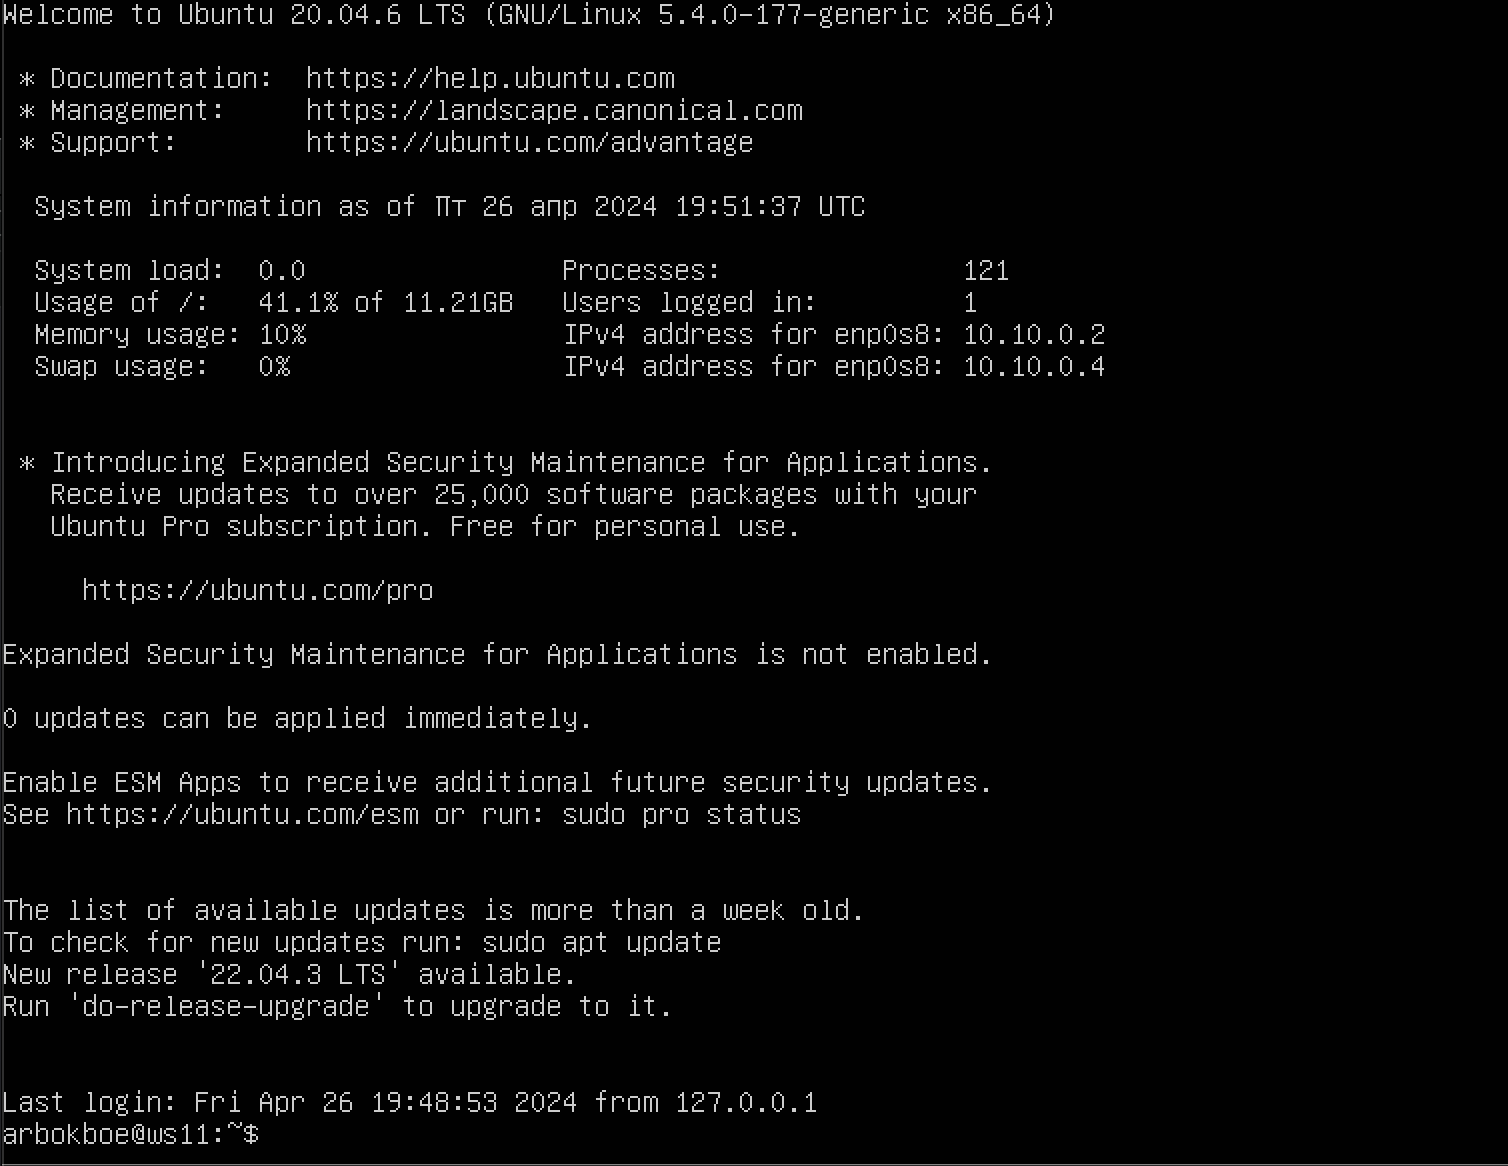 Welcome to Ubuntu 20.04.6 LTS (GNU/Linux 5.4.0-177-generic x86_64)
* Documentation: https://help.ubuntu.com
* Management: https://landscape.canonical.com
* Support: https://ubuntu.com/advantage
System information as of Пт 26 апр 2024 19:51:37 UTC
System load: 0.0 Processes: 121
Usage of /: 41.1% of 11.21GB Users logged in: 1
Memory usage: 10% IPv4 address for enp0s8: 10.10.0.2
Swap usage: 0% IPv4 address for enp0s8: 10.10.0.4
* Introducing Expanded Security Maintenance for Applications.
Receive updates to over 25,000 software packages with your
Ubuntu Pro subscription. Free for personal use.
https://ubuntu.com/pro
Expanded Security Maintenance for Applications is not enabled.
0 updates can be applied immediately.
Enable ESM Apps to receive additional future security updates.
See https://ubuntu.com/esm or run: sudo pro status
The list of available updates is more than a week old.
To check for new updates run: sudo apt update
New release '22.04.3 LTS' available.
Run 'do-release-upgrade' to upgrade to it.
Last login: Fri Apr 26 19:48:53 2024 from 127.0.0.1
arbokboe@ws11:~$